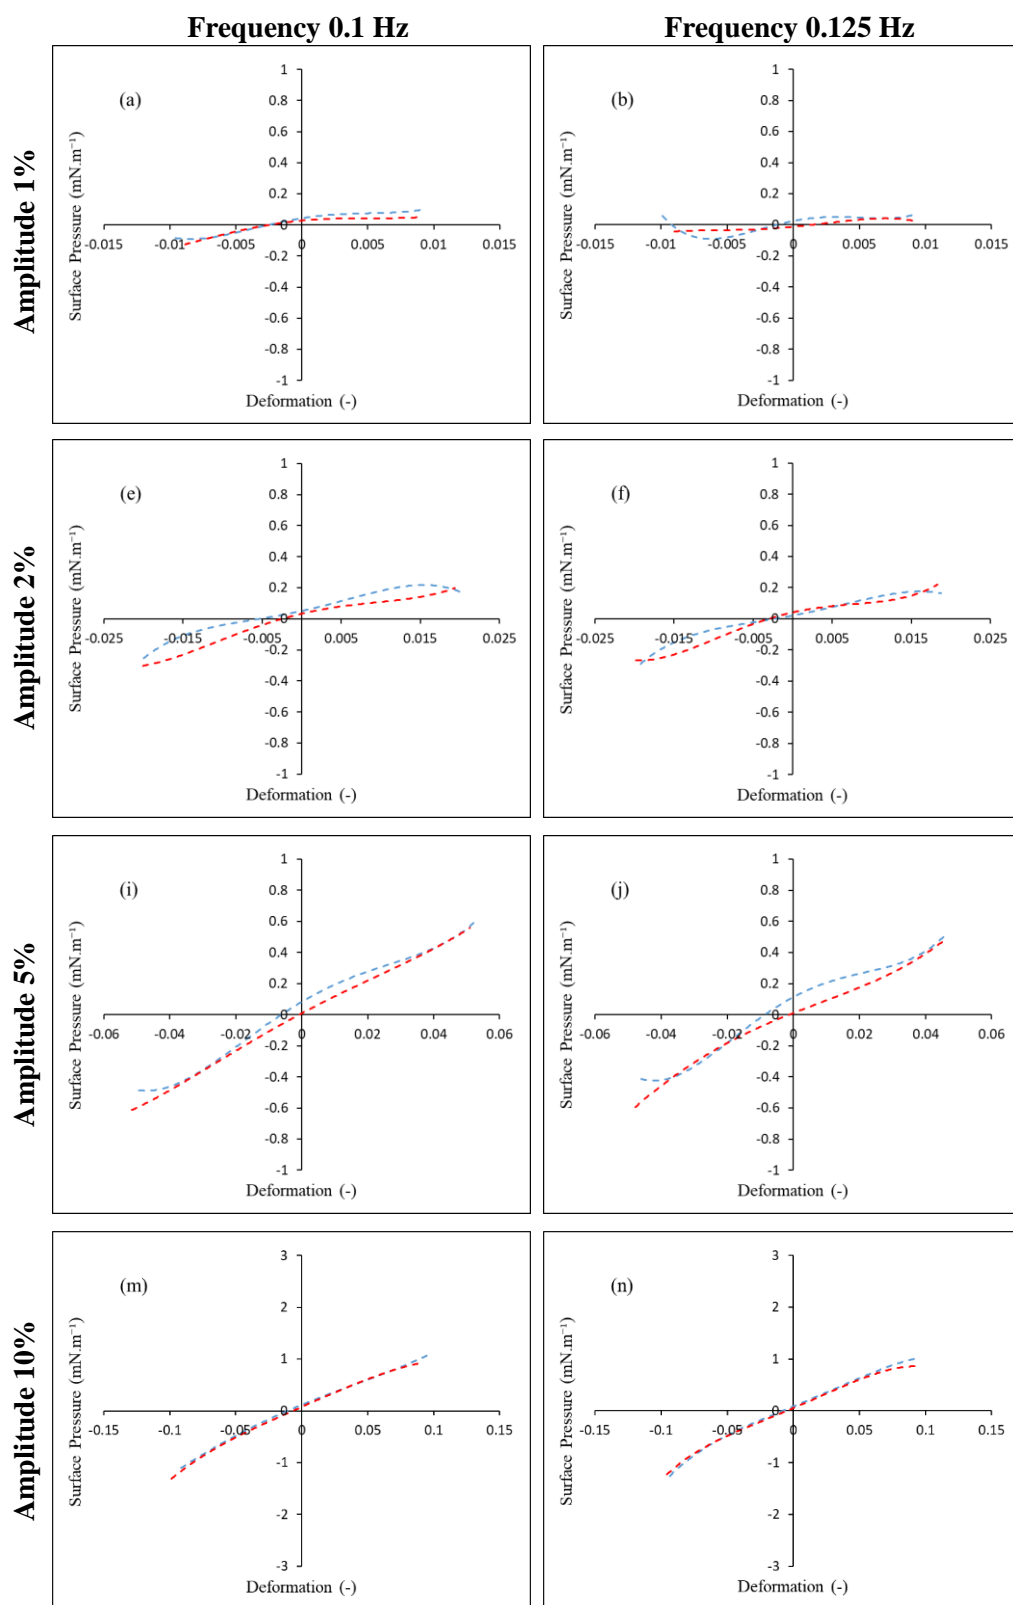 Frequency 0.1 Hz
Frequency 0.125 Hz
Amplitude 1%
(a)
Surface Pressure (mN.m⁻¹)
1
0.8
0.6
0.4
0.2
0
-0.2
-0.4
-0.6
-0.8
-1
-0.015 -0.01 -0.005 0 0.005 0.01 0.015
Deformation (-)
(b)
Surface Pressure (mN.m⁻¹)
1
0.8
0.6
0.4
0.2
0
-0.2
-0.4
-0.6
-0.8
-1
-0.015 -0.01 -0.005 0 0.005 0.01 0.015
Deformation (-)
Amplitude 2%
(e)
Surface Pressure (mN.m⁻¹)
1
0.8
0.6
0.4
0.2
0
-0.2
-0.4
-0.6
-0.8
-1
-0.025 -0.015 -0.005 0.005 0.015 0.025
Deformation (-)
(f)
Surface Pressure (mN.m⁻¹)
1
0.8
0.6
0.4
0.2
0
-0.2
-0.4
-0.6
-0.8
-1
-0.025 -0.015 -0.005 0.005 0.015 0.025
Deformation (-)
Amplitude 5%
(i)
Surface Pressure (mN.m⁻¹)
1
0.8
0.6
0.4
0.2
0
-0.2
-0.4
-0.6
-0.8
-1
-0.06 -0.04 -0.02 0 0.02 0.04 0.06
Deformation (-)
(j)
Surface Pressure (mN.m⁻¹)
1
0.8
0.6
0.4
0.2
0
-0.2
-0.4
-0.6
-0.8
-1
-0.06 -0.04 -0.02 0 0.02 0.04 0.06
Deformation (-)
Amplitude 10%
(m)
Surface Pressure (mN.m⁻¹)
3
2
1
0
-1
-2
-3
-0.15 -0.1 -0.05 0 0.05 0.1 0.15
Deformation (-)
(n)
Surface Pressure (mN.m⁻¹)
3
2
1
0
-1
-2
-3
-0.15 -0.1 -0.05 0 0.05 0.1 0.15
Deformation (-)